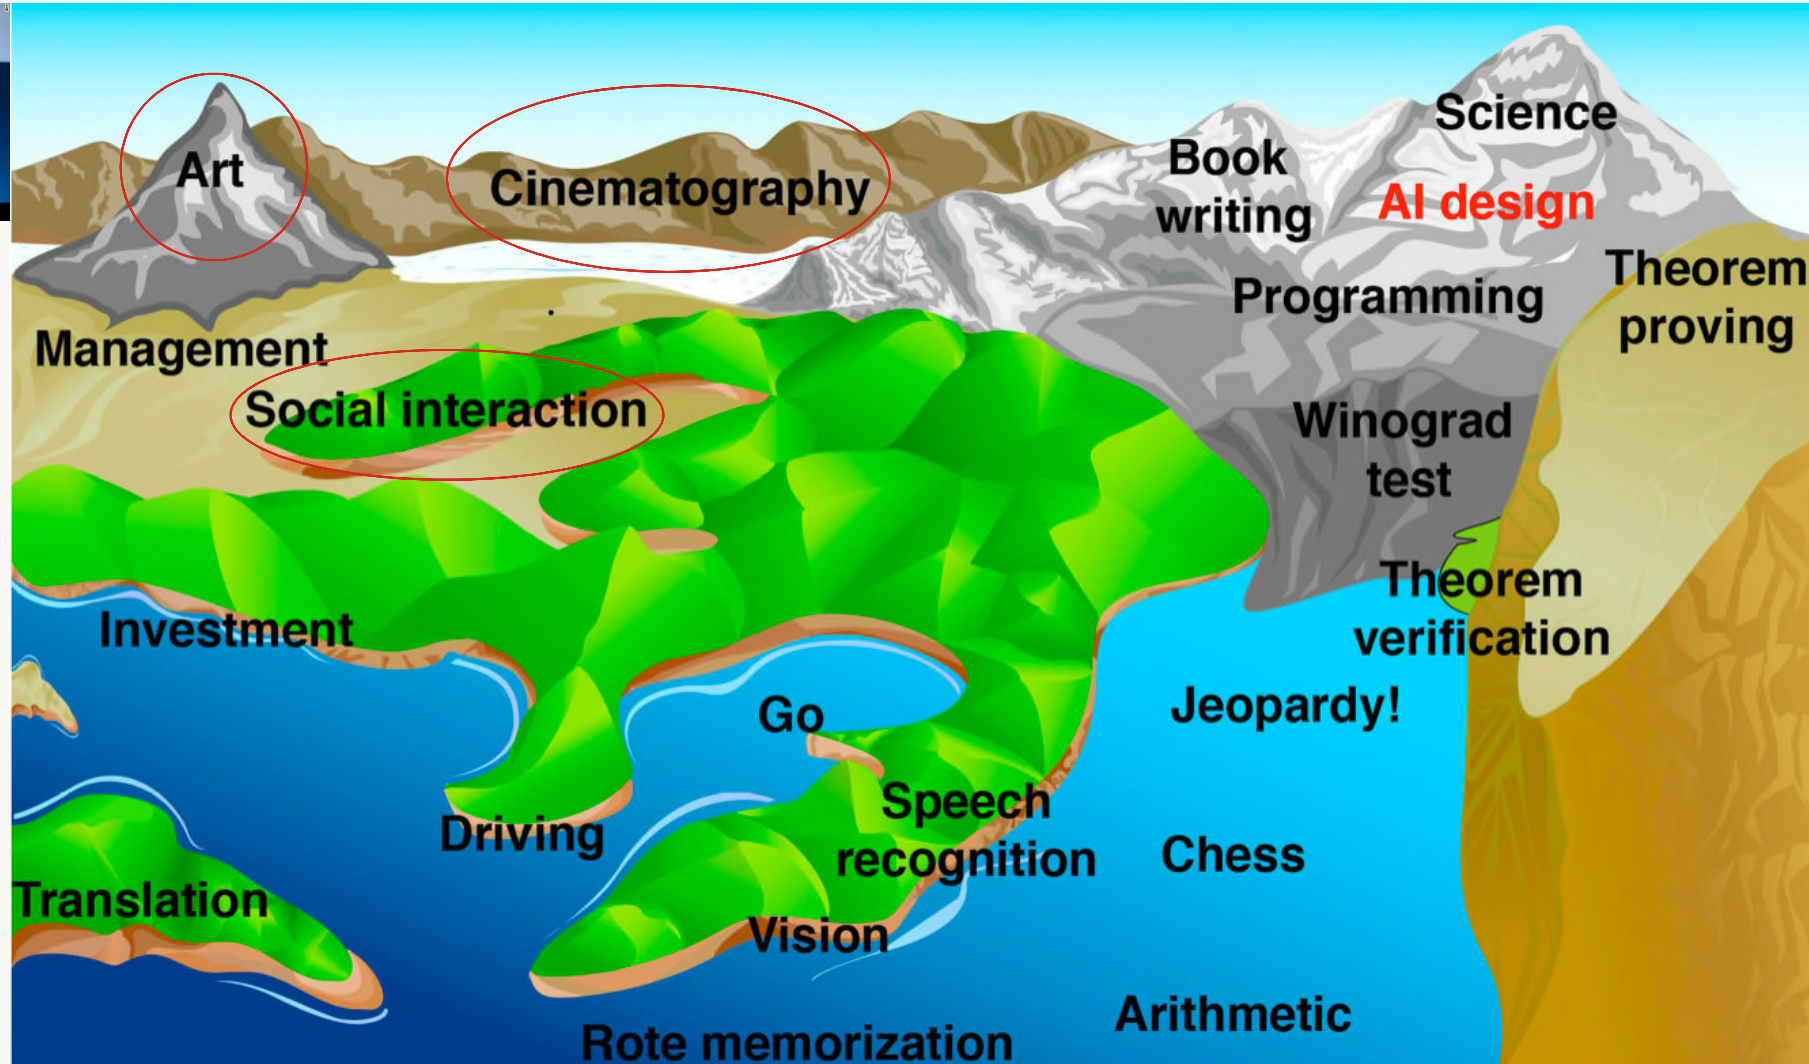 Science
Art
Book
writing
Cinematography
AI design
Theorem
proving
Programming
Management
Social interaction
Winograd
test
Theorem
verification
Investment
Go
Jeopardy!
Speech
recognition
Driving
Chess
Translation
Vision
Arithmetic
Rote memorization